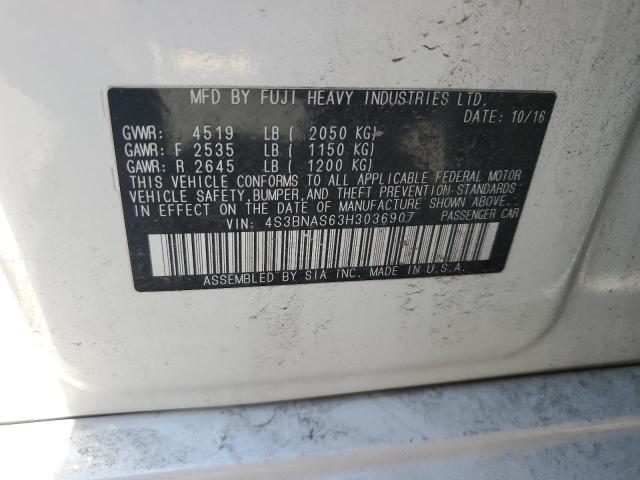 MFD BY FUJI HEAVY INDUSTRIES LTD.
DATE: 10/16
GVWR: 4519 LB ( 2050 KG)
GAWR: F 2535 LB ( 1150 KG)
GAWR: R 2645 LB ( 1200 KG)
THIS VEHICLE CONFORMS TO ALL APPLICABLE FEDERAL MOTOR
VEHICLE SAFETY, BUMPER, AND THEFT PREVENTION STANDARDS
IN EFFECT ON THE DATE OF MANUFACTURE SHOWN ABOVE.
VIN: 4S3BNAS63H3036907 PASSENGER CAR
ASSEMBLED BY SIA inc. MADE IN U.S.A.